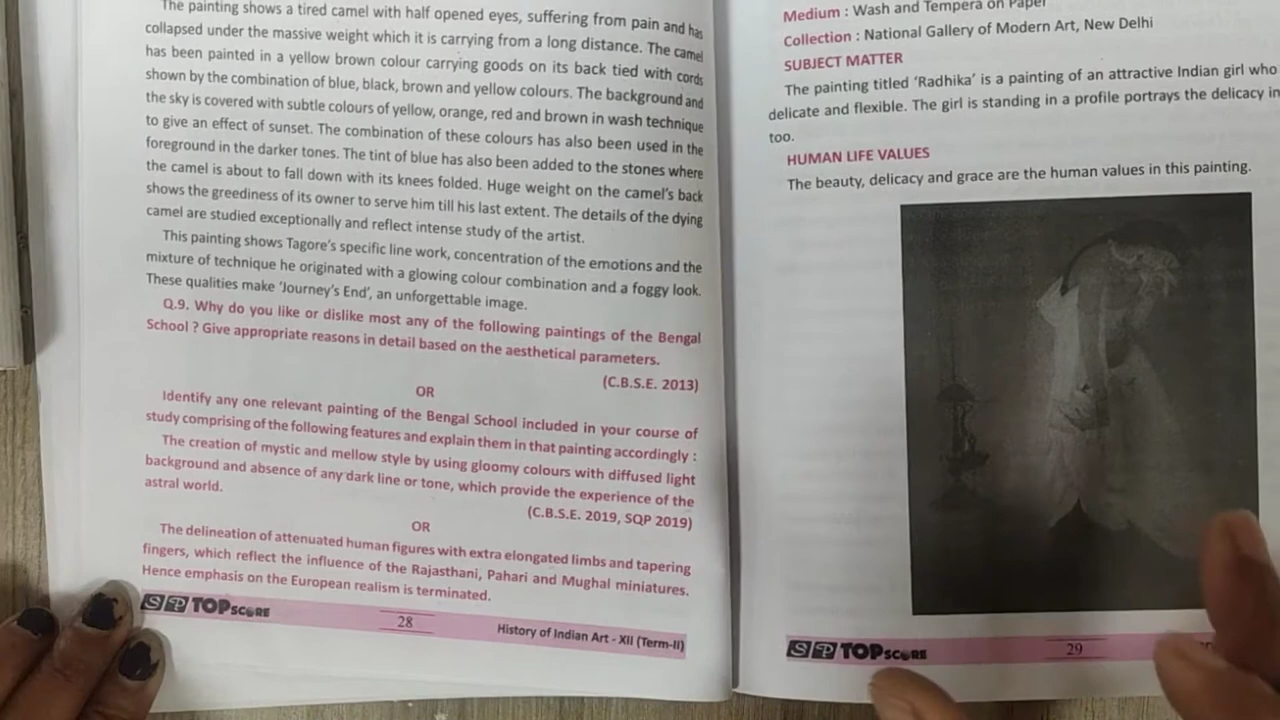 The painting shows a tired camel with half opened eyes, suffering from pain and has
collapsed under the massive weight which it is carrying from a long distance. The camel
has been painted in a yellow brown colour carrying goods on its back tied with cords
shown by the combination of blue, black, brown and yellow colours. The background and
the sky is covered with subtle colours of yellow, orange, red and brown in wash technique
to give an effect of sunset. The combination of these colours has also been used in the
foreground in the darker tones. The tint of blue has also been added to the stones where
the camel is about to fall down with its knees folded. Huge weight on the camel's back
shows the greediness of its owner to serve him till his last extent. The details of the dying
camel are studied exceptionally and reflect intense study of the artist.
This painting shows Tagore's specific line work, concentration of the emotions and the
mixture of technique he originated with a glowing colour combination and a foggy look.
These qualities make 'Journey's End', an unforgettable image.
Q.9. Why do you like or dislike most any of the following paintings of the Bengal
School ? Give appropriate reasons in detail based on the aesthetical parameters.
(C.B.S.E. 2013)
OR
Identify any one relevant painting of the Bengal School included in your course of
study comprising of the following features and explain them in that painting accordingly :
The creation of mystic and mellow style by using gloomy colours with diffused light
background and absence of any dark line or tone, which provide the experience of the
astral world.
(C.B.S.E. 2019, SQP 2019)
OR
The delineation of attenuated human figures with extra elongated limbs and tapering
fingers, which reflect the influence of the Rajasthani, Pahari and Mughal miniatures.
Hence emphasis on the European realism is terminated.
SP TOPSCORE
28
History of Indian Art - XII (Term-II)
Medium : Wash and Tempera on Paper
Collection : National Gallery of Modern Art, New Delhi
SUBJECT MATTER
The painting titled 'Radhika' is a painting of an attractive Indian girl who
delicate and flexible. The girl is standing in a profile portrays the delicacy in
too.
HUMAN LIFE VALUES
The beauty, delicacy and grace are the human values in this painting.
SP TOPSCORE
29